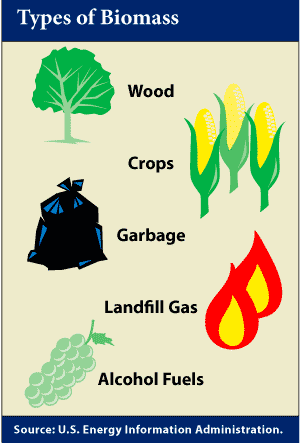 Types of Biomass
Wood
Crops
Garbage
Landfill Gas
Alcohol Fuels
Source: U.S. Energy Information Administration.